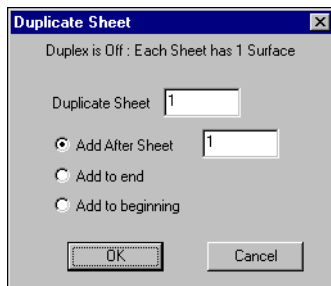 Duplicate Sheet
Duplex is Off : Each Sheet has 1 Surface
Duplicate Sheet 1
Add After Sheet 1
Add to end
Add to beginning
OK Cancel